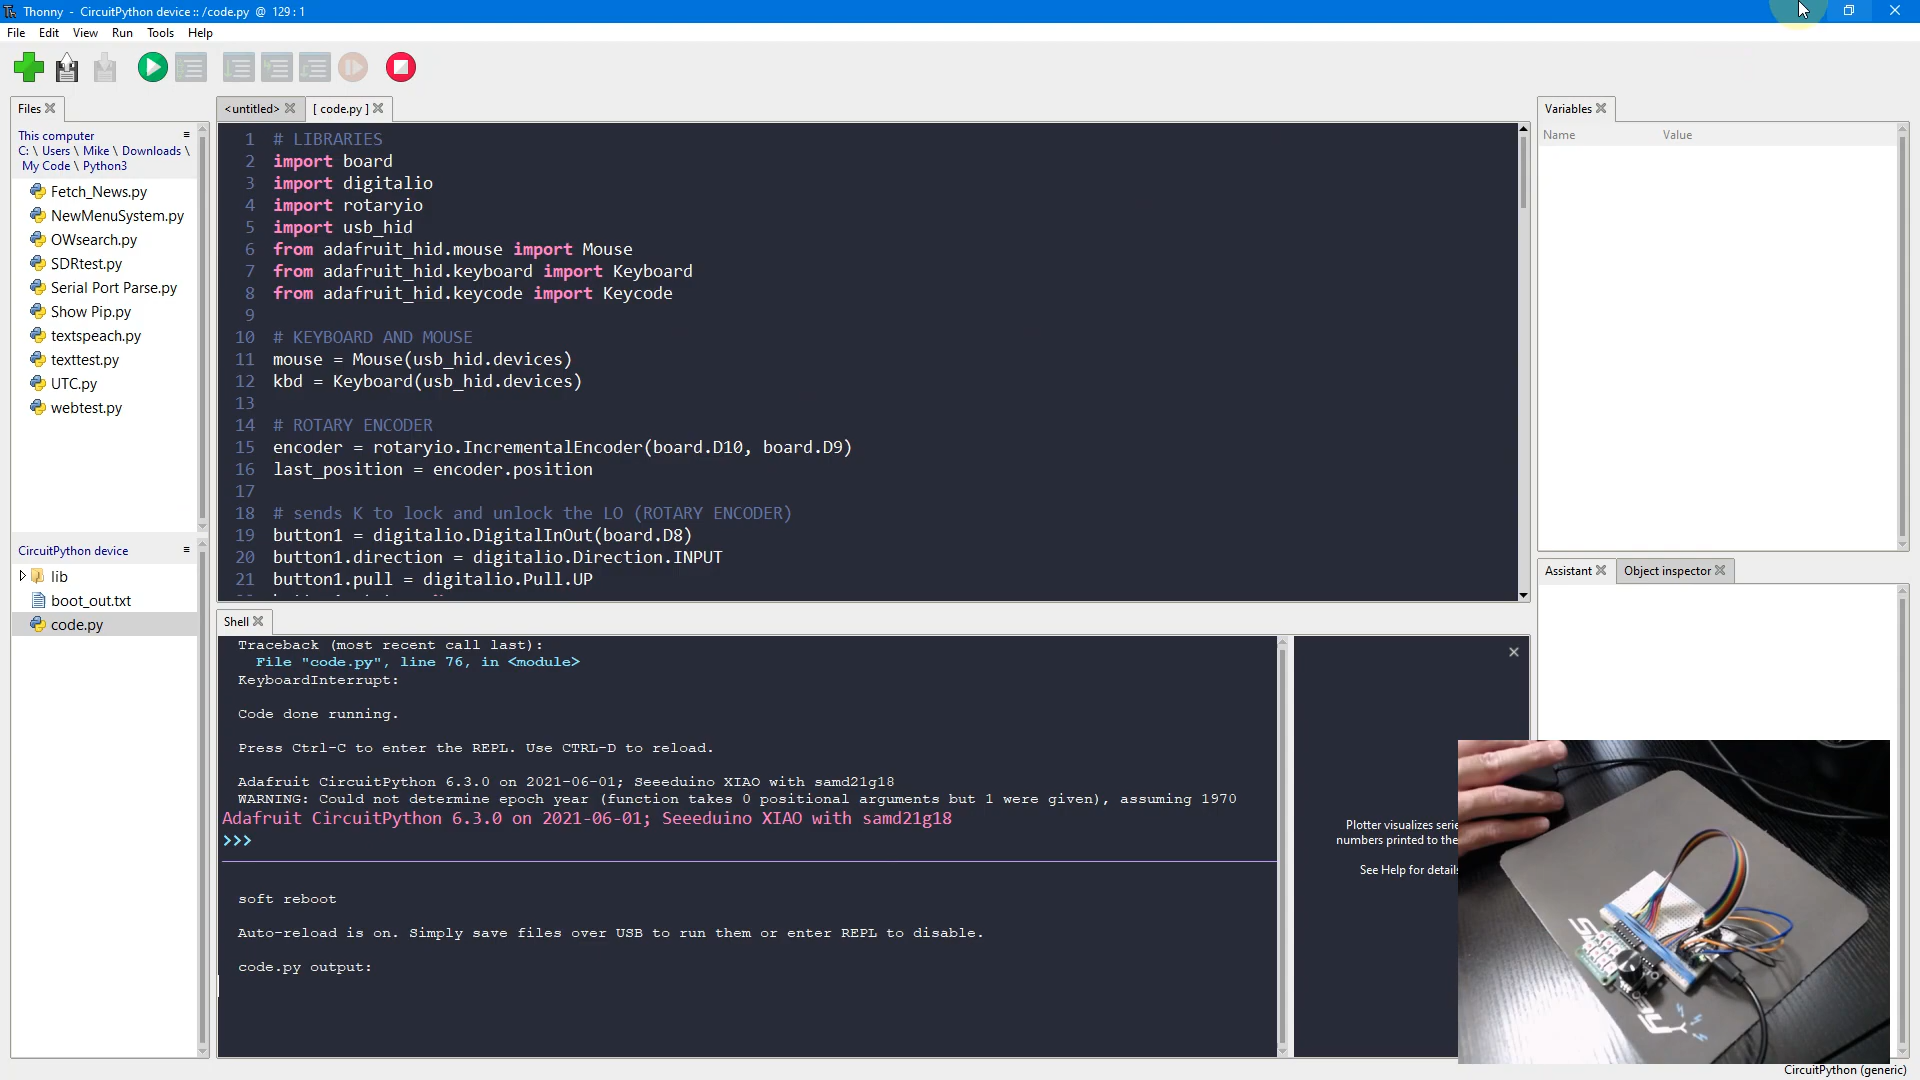 Thonny - CircuitPython device :: /code.py @ 129 : 1
File Edit View Run Tools Help
Files
This computer
C: \ Users \ Mike \ Downloads \
My Code \ Python3
Fetch_News.py
NewMenuSystem.py
OWsearch.py
SDRtest.py
Serial Port Parse.py
Show Pip.py
textspeach.py
texttest.py
UTC.py
webtest.py
CircuitPython device
lib
boot_out.txt
code.py
<untitled> [ code.py ]
1 # LIBRARIES
2 import board
3 import digitalio
4 import rotaryio
5 import usb_hid
6 from adafruit_hid.mouse import Mouse
7 from adafruit_hid.keyboard import Keyboard
8 from adafruit_hid.keycode import Keycode
9
10 # KEYBOARD AND MOUSE
11 mouse = Mouse(usb_hid.devices)
12 kbd = Keyboard(usb_hid.devices)
13
14 # ROTARY ENCODER
15 encoder = rotaryio.IncrementalEncoder(board.D10, board.D9)
16 last_position = encoder.position
17
18 # sends K to lock and unlock the LO (ROTARY ENCODER)
19 button1 = digitalio.DigitalInOut(board.D8)
20 button1.direction = digitalio.Direction.INPUT
21 button1.pull = digitalio.Pull.UP
Shell
Traceback (most recent call last):
File "code.py", line 76, in <module>
KeyboardInterrupt:
Code done running.
Press Ctrl-C to enter the REPL. Use CTRL-D to reload.
Adafruit CircuitPython 6.3.0 on 2021-06-01; Seeeduino XIAO with samd21g18
WARNING: Could not determine epoch year (function takes 0 positional arguments but 1 were given), assuming 1970
Adafruit CircuitPython 6.3.0 on 2021-06-01; Seeeduino XIAO with samd21g18
>>>
soft reboot
Auto-reload is on. Simply save files over USB to run them or enter REPL to disable.
code.py output:
Plotter visualizes serie
numbers printed to the
See Help for details
Variables
Name Value
Assistant Object inspector
CircuitPython (generic)